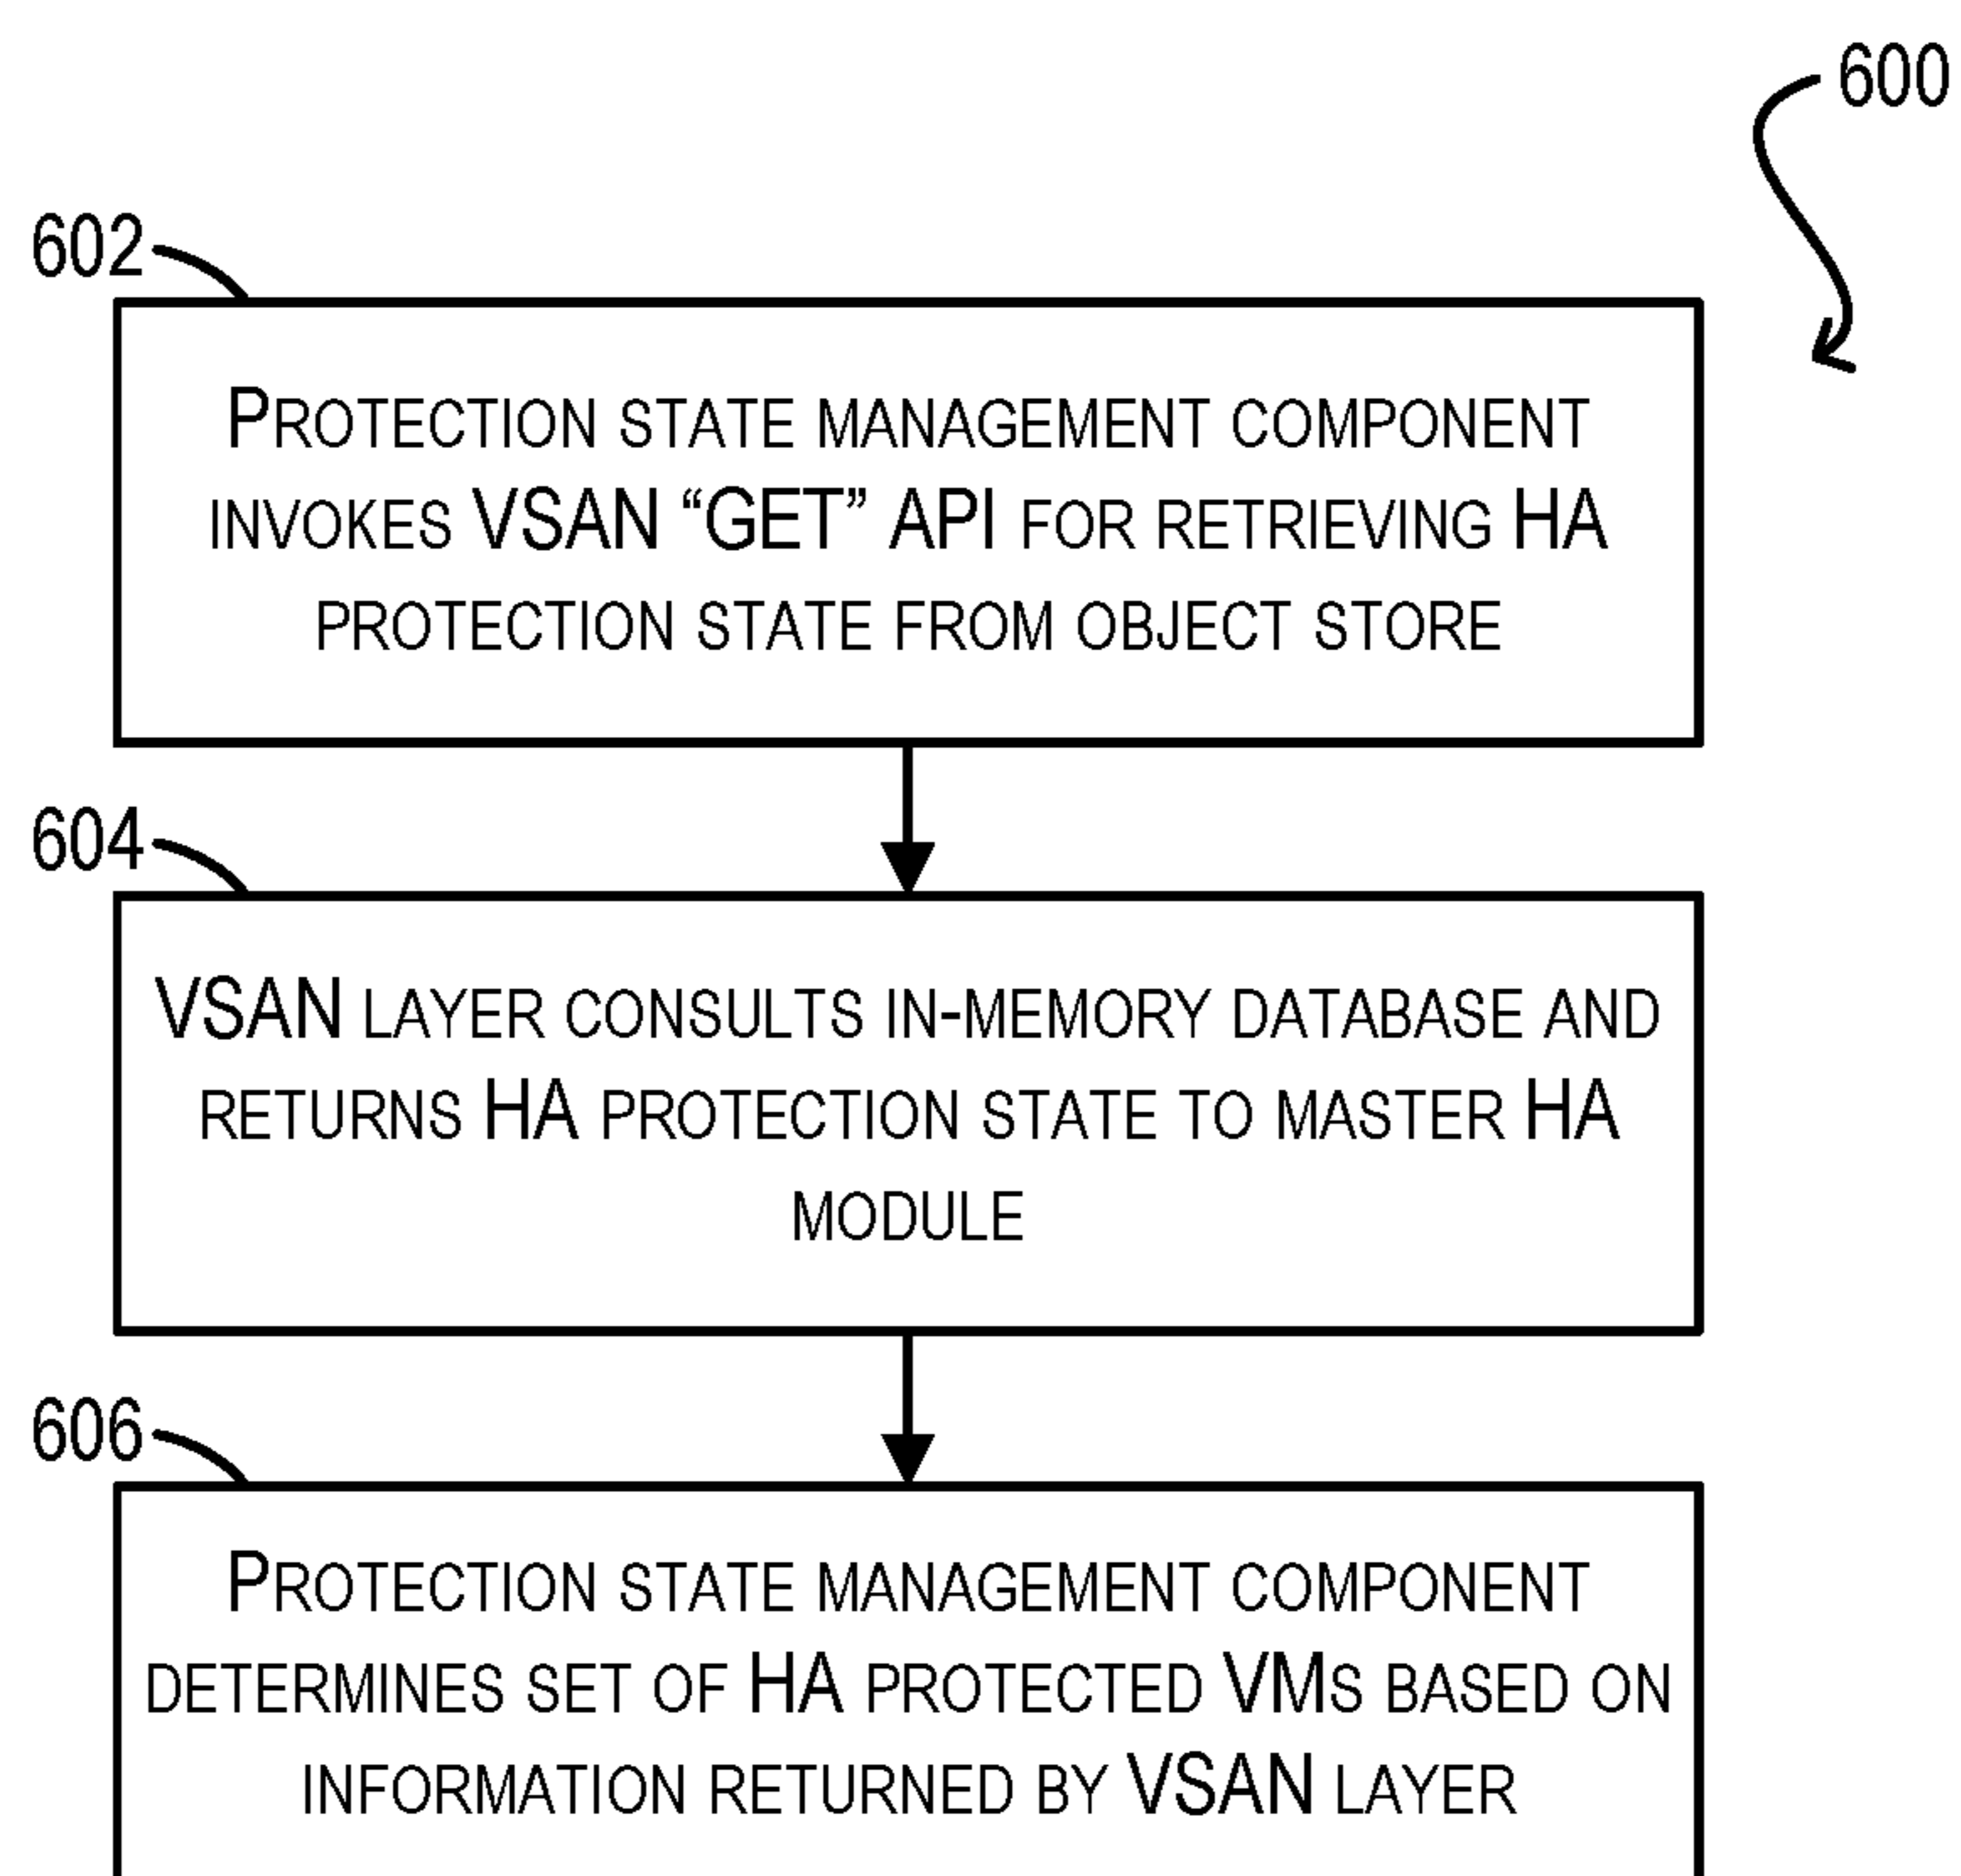 600
602
PROTECTION STATE MANAGEMENT COMPONENT
INVOKES VSAN “GET” API FOR RETRIEVING HA
PROTECTION STATE FROM OBJECT STORE
604
VSAN LAYER CONSULTS IN-MEMORY DATABASE AND
RETURNS HA PROTECTION STATE TO MASTER HA
MODULE
606
PROTECTION STATE MANAGEMENT COMPONENT
DETERMINES SET OF HA PROTECTED VMS BASED ON
INFORMATION RETURNED BY VSAN LAYER